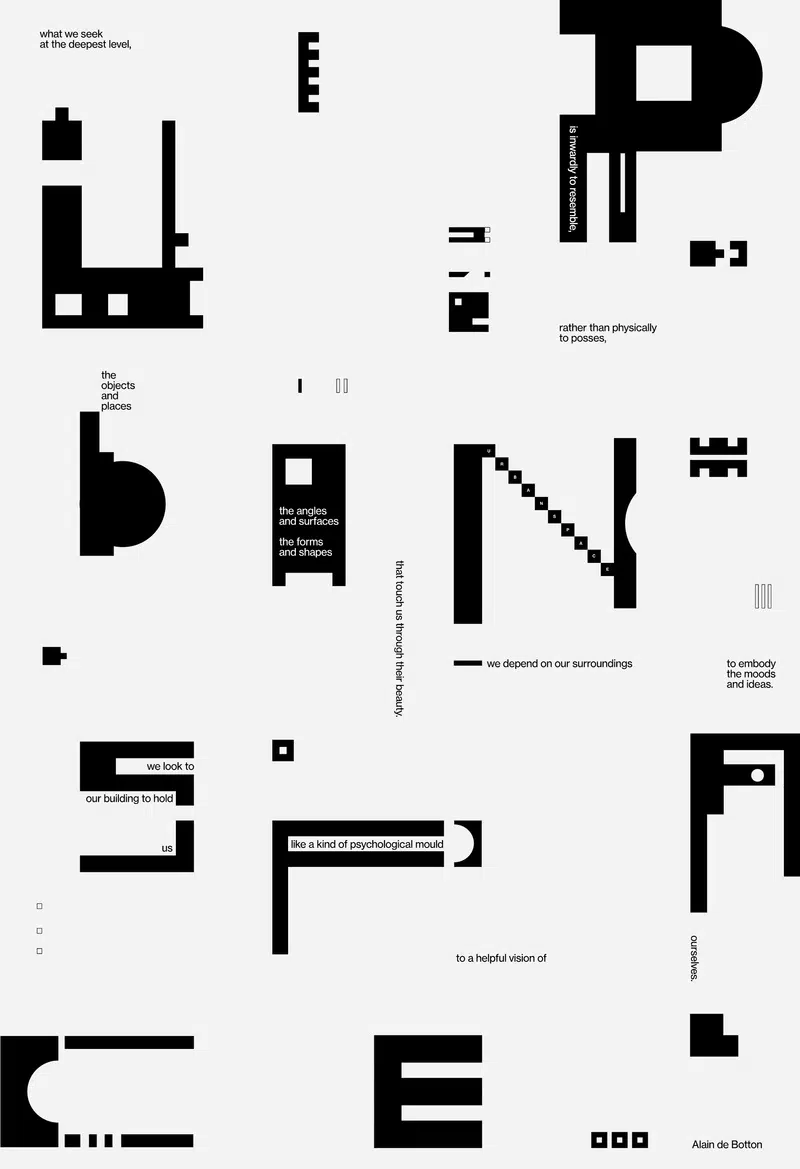 what we seek
at the deepest level,
U
R
is inwardly to resemble,
rather than physically
to posses,
the
objects
and
places
b
A
the angles
and surfaces
the forms
and shapes
that touch us through their beauty.
N
URBANSPACE
we depend on our surroundings
to embody
the moods
and ideas.
S
we look to
our building to hold
us
P
like a kind of psychological mould
to a helpful vision of
A
ourselves.
C
E
Alain de Botton